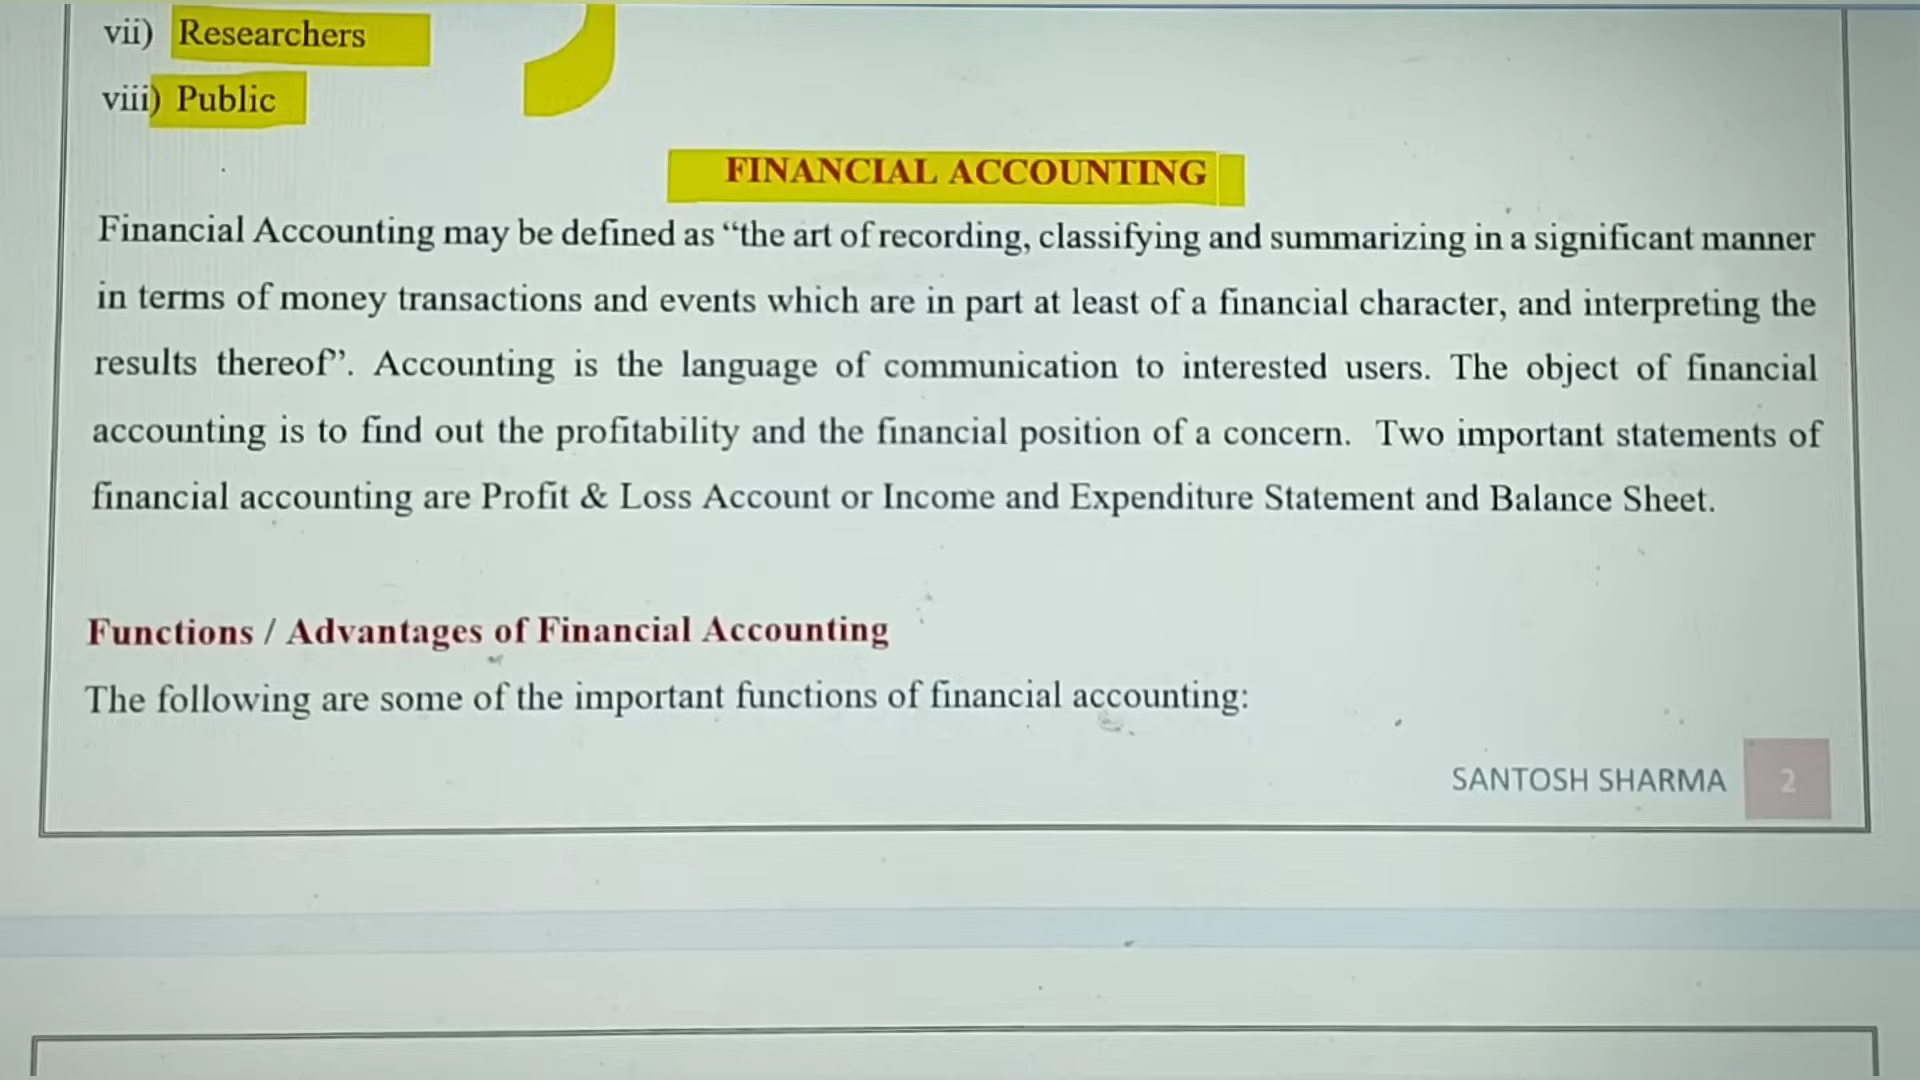 vii) Researchers
viii) Public
FINANCIAL ACCOUNTING
Financial Accounting may be defined as “the art of recording, classifying and summarizing in a significant manner
in terms of money transactions and events which are in part at least of a financial character, and interpreting the
results thereof”. Accounting is the language of communication to interested users. The object of financial
accounting is to find out the profitability and the financial position of a concern. Two important statements of
financial accounting are Profit & Loss Account or Income and Expenditure Statement and Balance Sheet.
Functions / Advantages of Financial Accounting
The following are some of the important functions of financial accounting:
SANTOSH SHARMA 2